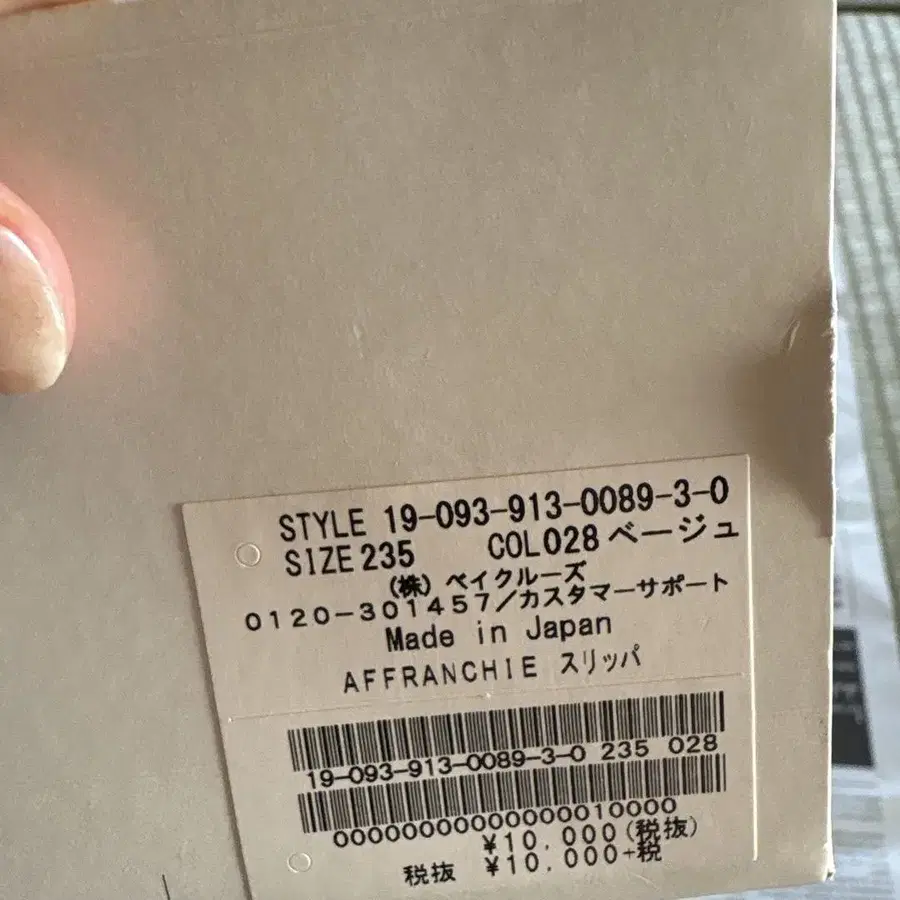 STYLE 19-093-913-0089-3-0
SIZE 235 COL028 ベージュ
(株) ベイクルーズ
0120-301457/カスタマーサポート
Made in Japan
AFFRANCHIE スリッパ
19-093-913-0089-3-0 235 028
00000000000000010000
¥10,000(税抜)
税抜 ¥10,000+税